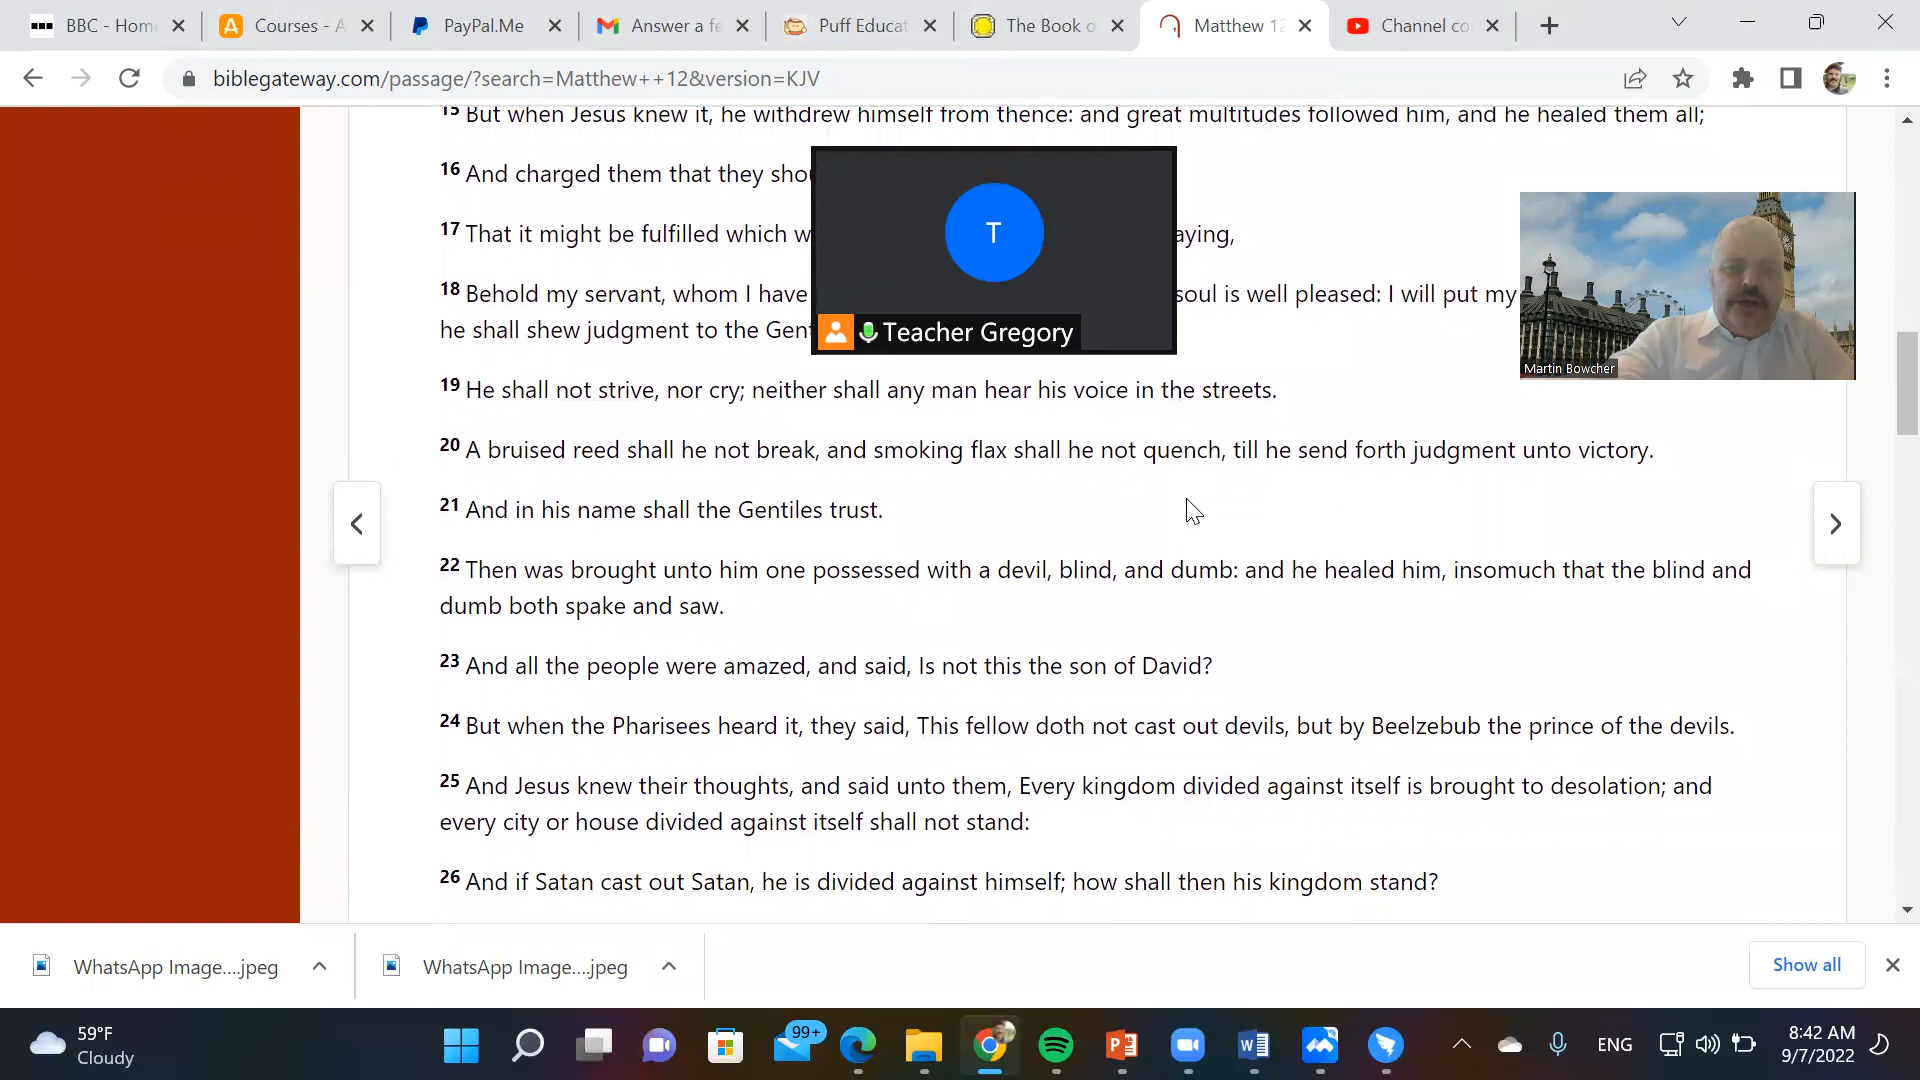 BBC - Hom
Courses - A
PayPal.Me
Answer a fe
Puff Educat
The Book o
Matthew 12
Channel co
biblegateway.com/passage/?search=Matthew++12&version=KJV
15 But when Jesus knew it, he withdrew himself from thence: and great multitudes followed him, and he healed them all;
16 And charged them that they shou
17 That it might be fulfilled which w aying,
18 Behold my servant, whom I have soul is well pleased: I will put my
he shall shew judgment to the Gent
T
Teacher Gregory
Martin Bowcher
19 He shall not strive, nor cry; neither shall any man hear his voice in the streets.
20 A bruised reed shall he not break, and smoking flax shall he not quench, till he send forth judgment unto victory.
21 And in his name shall the Gentiles trust.
22 Then was brought unto him one possessed with a devil, blind, and dumb: and he healed him, insomuch that the blind and
dumb both spake and saw.
23 And all the people were amazed, and said, Is not this the son of David?
24 But when the Pharisees heard it, they said, This fellow doth not cast out devils, but by Beelzebub the prince of the devils.
25 And Jesus knew their thoughts, and said unto them, Every kingdom divided against itself is brought to desolation; and
every city or house divided against itself shall not stand:
26 And if Satan cast out Satan, he is divided against himself; how shall then his kingdom stand?
WhatsApp Image....jpeg
WhatsApp Image....jpeg
Show all
59°F
Cloudy
99+
ENG
8:42 AM
9/7/2022